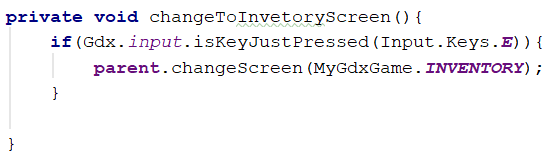 private void changeToInvetoryScreen(){
    if(Gdx.input.isKeyJustPressed(Input.Keys.E)){
        parent.changeScreen(MyGdxGame.INVENTORY);
    }
}